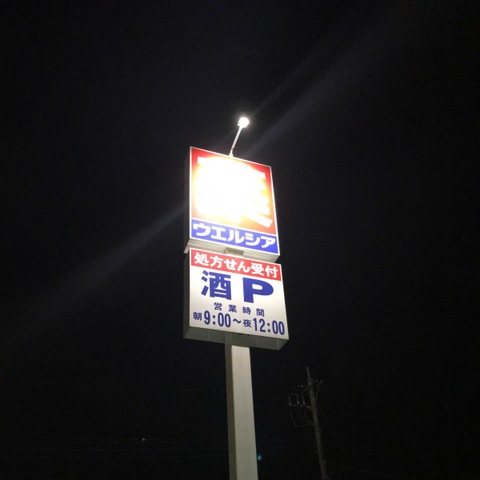 薬
ウエルシア
処方せん受付
酒 P
営業時間
朝9:00～夜12:00